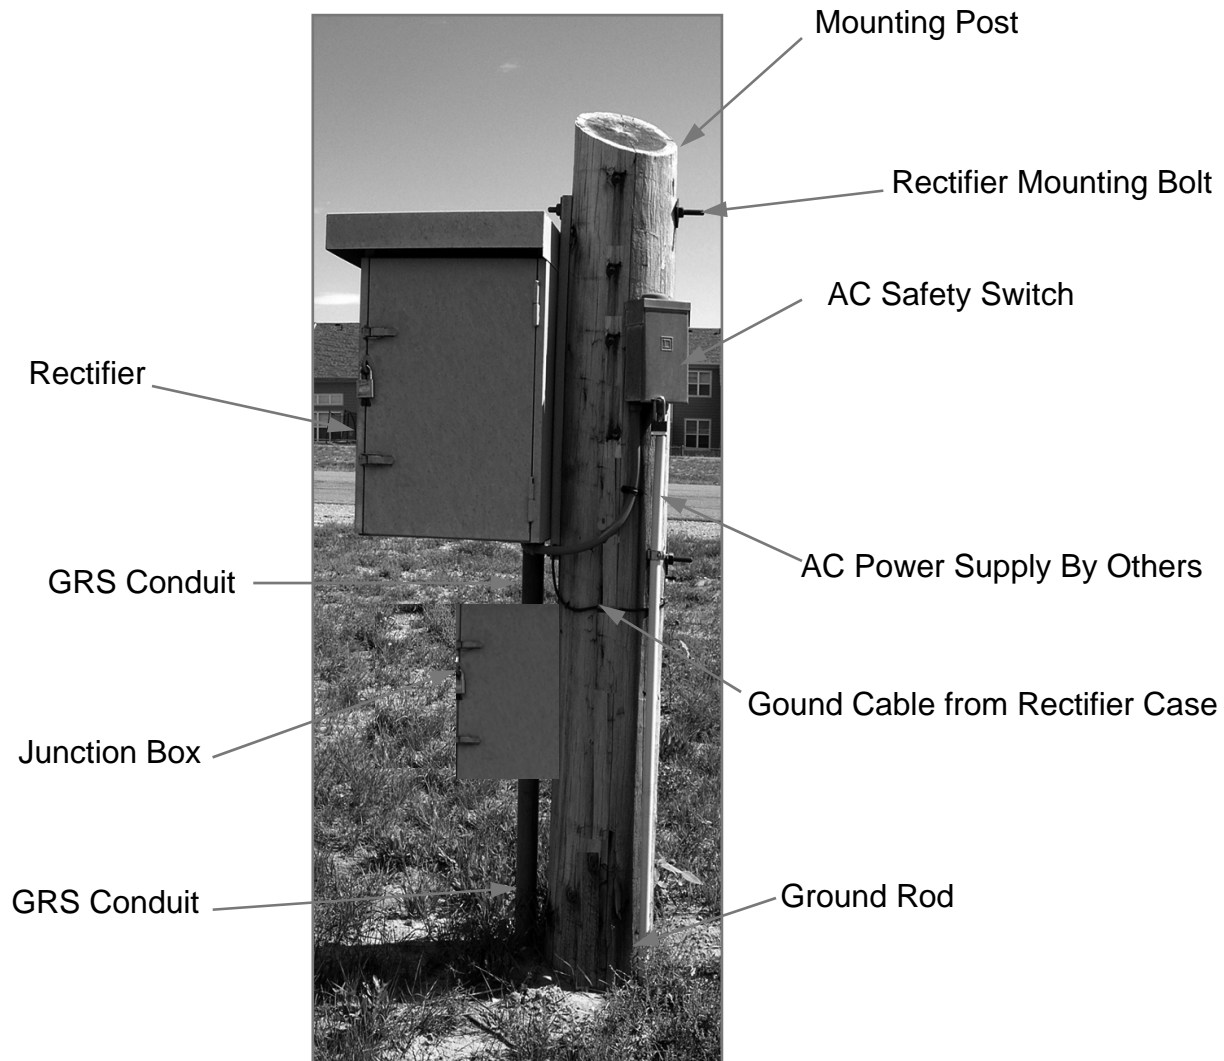 Mounting Post
Rectifier Mounting Bolt
AC Safety Switch
Rectifier
AC Power Supply By Others
GRS Conduit
Gound Cable from Rectifier Case
Junction Box
Ground Rod
GRS Conduit